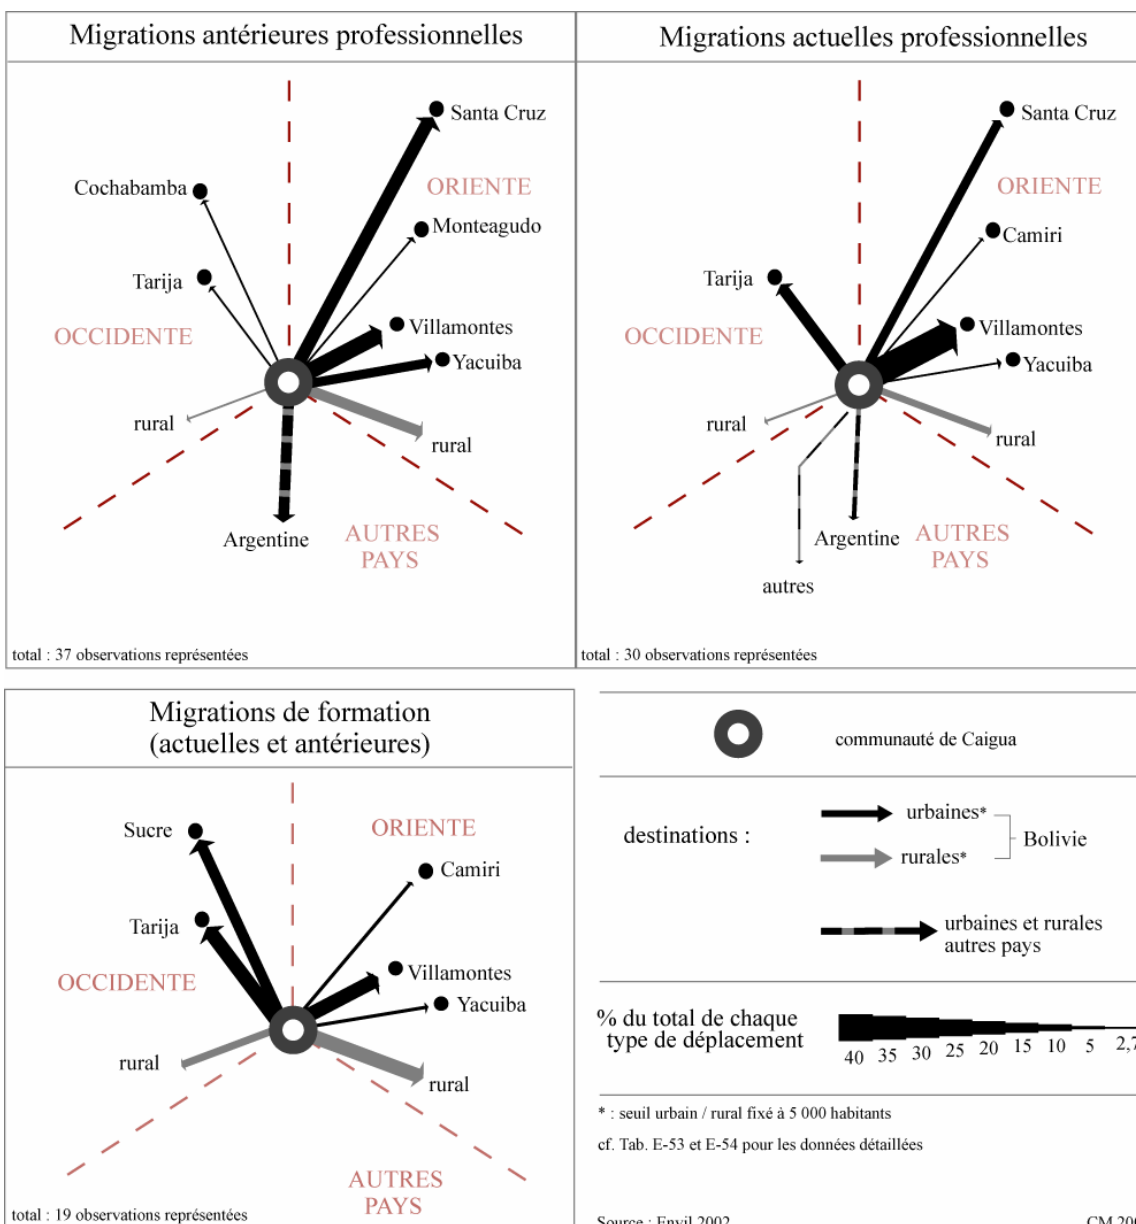 Migrations antérieures professionnelles
Santa Cruz
Cochabamba
ORIENTE
Monteagudo
Tarija
OCCIDENTE
Villamontes
Yacuiba
rural
rural
Argentine
AUTRES
PAYS
total : 37 observations représentées
Migrations actuelles professionnelles
Santa Cruz
ORIENTE
Camiri
Tarija
OCCIDENTE
Villamontes
Yacuiba
rural
rural
Argentine
AUTRES
PAYS
autres
total : 30 observations représentées
Migrations de formation
(actuelles et antérieures)
Sucre
ORIENTE
Camiri
Tarija
OCCIDENTE
Villamontes
Yacuiba
rural
rural
AUTRES
PAYS
total : 19 observations représentées
communauté de Caigua
destinations :
urbaines*
Bolivie
rurales*
urbaines et rurales
autres pays
% du total de chaque
type de déplacement
40 35 30 25 20 15 10 5 2,7
* : seuil urbain / rural fixé à 5 000 habitants
cf. Tab. E-53 et E-54 pour les données détaillées
Source : Envil 2002